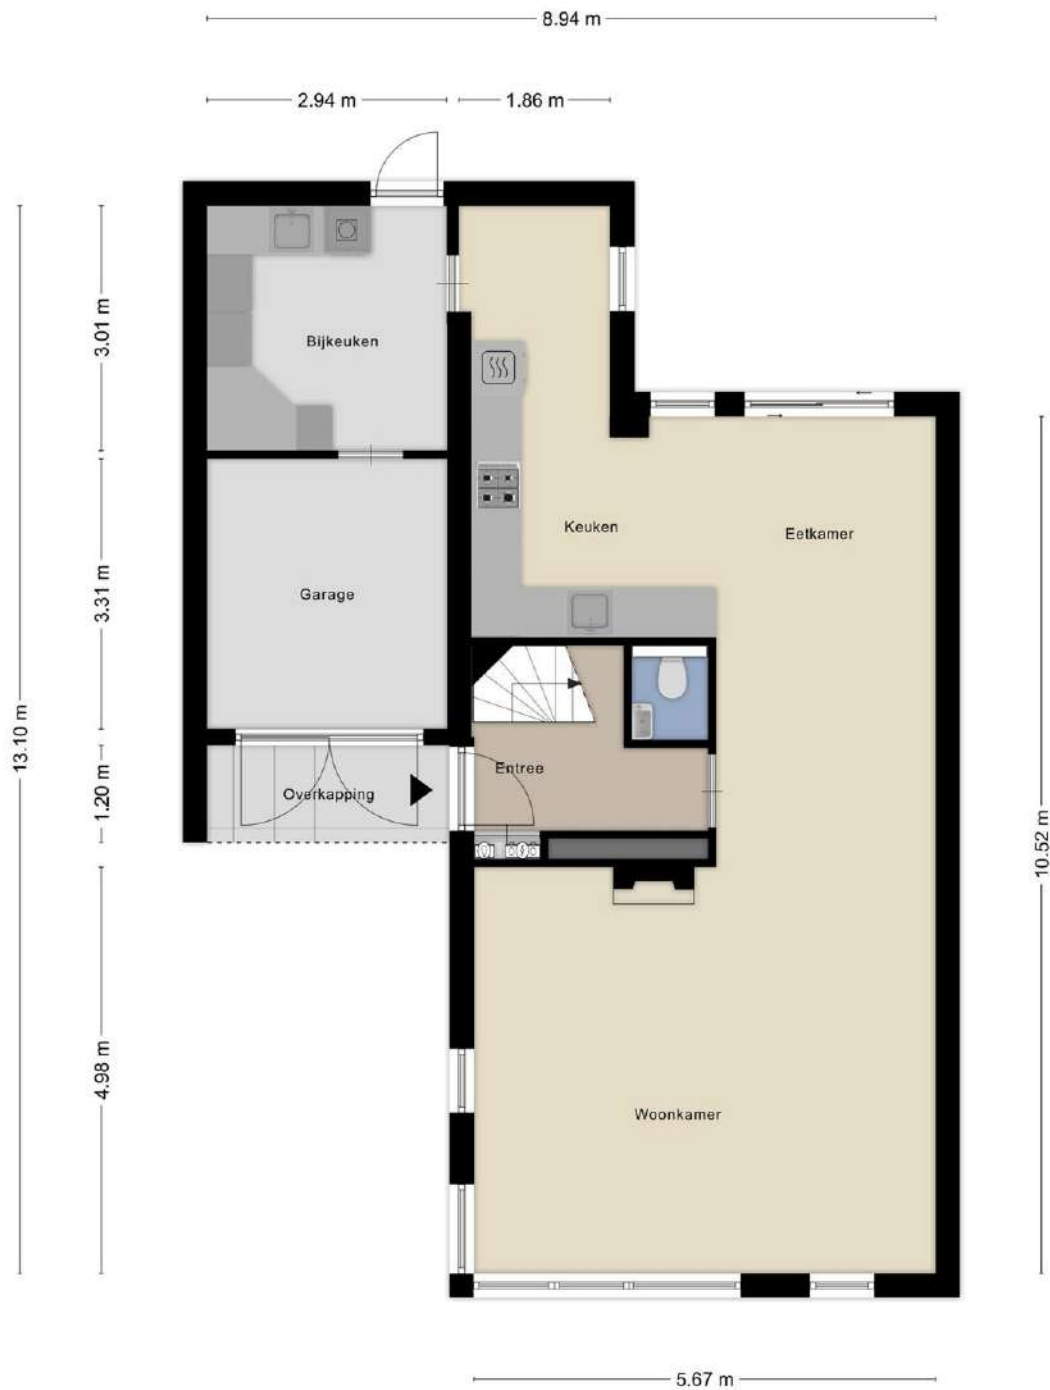 8.94 m
2.94 m
1.86 m
3.01 m
Bijkeuken
Keuken
Eetkamer
3.31 m
Garage
13.10 m
1.20 m
Entree
Overkapping
10.52 m
4.98 m
Woonkamer
5.67 m